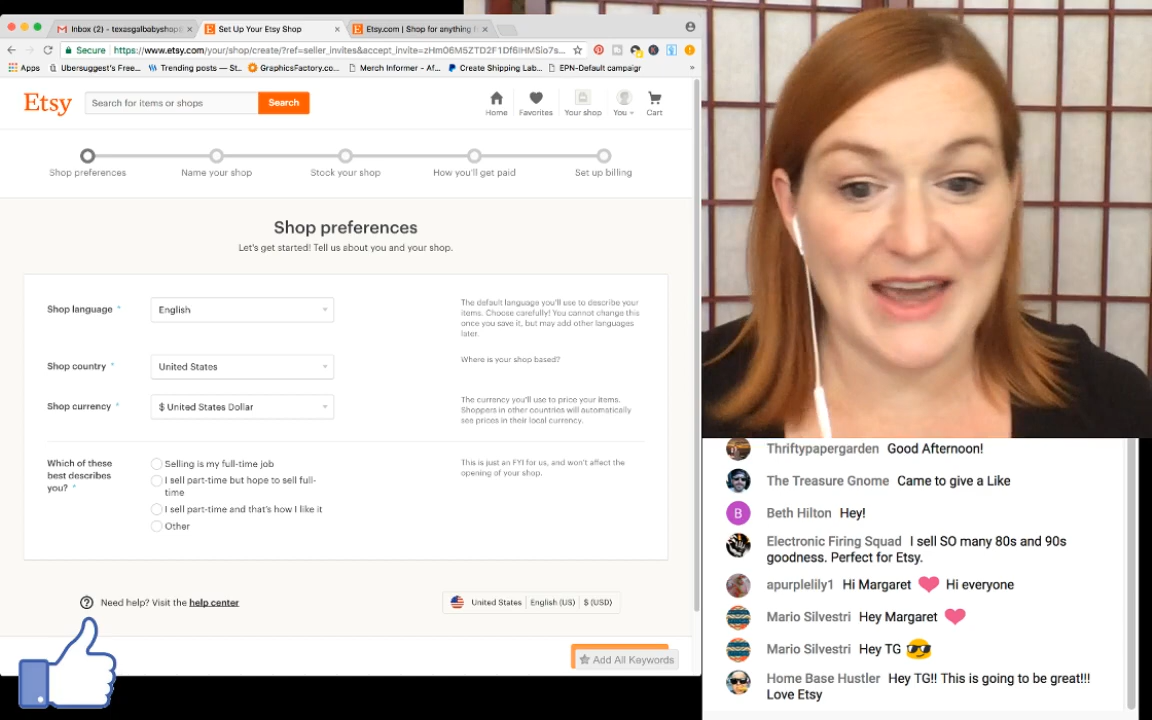 Inbox (2) - texasgalbabyshop
Set Up Your Etsy Shop
Etsy.com | Shop for anything
Secure https://www.etsy.com/your/shop/create/?ref=seller_invites&accept_invite=
Apps Ubersuggest's Free... Trending posts — St... GraphicsFactory.co... Merch Informer - Af... Create Shipping Lab... EPN-Default campaigr »
Etsy Search for items or shops Search
Home Favorites Your shop You Cart
Shop preferences Name your shop Stock your shop How you'll get paid Set up billing
Shop preferences
Let's get started! Tell us about you and your shop.
Shop language * English
The default language you'll use to describe your
items. Choose carefully! You cannot change this
once you save it, but may add other languages
later.
Shop country * United States
Where is your shop based?
Shop currency * $ United States Dollar
The currency you'll use to price your items.
Shoppers in other countries will automatically
see prices in their local currency.
Which of these
best describes
you? *
Selling is my full-time job
I sell part-time but hope to sell full-
time
I sell part-time and that's how I like it
Other
This is just an FYI for us, and won't affect the
opening of your shop.
Need help? Visit the help center
United States English (US) $ (USD)
Add All Keywords
Thriftypapergarden Good Afternoon!
The Treasure Gnome Came to give a Like
B Beth Hilton Hey!
Electronic Firing Squad I sell SO many 80s and 90s
goodness. Perfect for Etsy.
apurplelily1 Hi Margaret Hi everyone
Mario Silvestri Hey Margaret
Mario Silvestri Hey TG
Home Base Hustler Hey TG!! This is going to be great!!!
Love Etsy